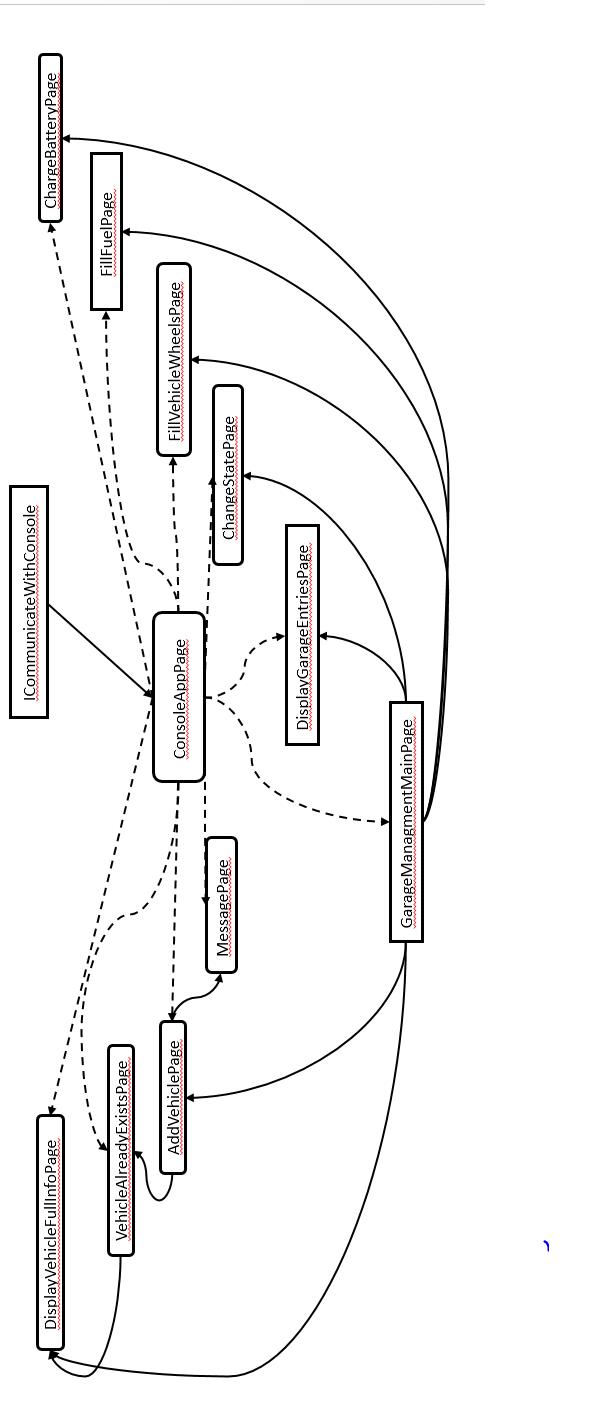 ICommunicateWithConsole
ConsoleAppPage
DisplayVehicleFullInfoPage
VehicleAlreadyExistsPage
AddVehiclePage
MessagePage
GarageManagmentMainPage
DisplayGarageEntriesPage
ChangeStatePage
FillVehicleWheelsPage
FillFuelPage
ChargeBatteryPage